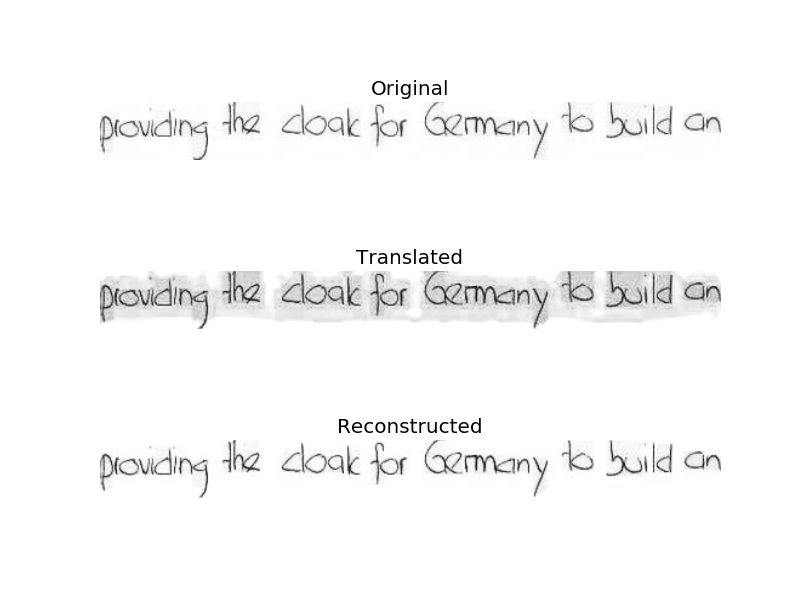 Original
providing the cloak for Germany to build an
Translated
providing the cloak for Germany to build an
Reconstructed
providing the cloak for Germany to build an